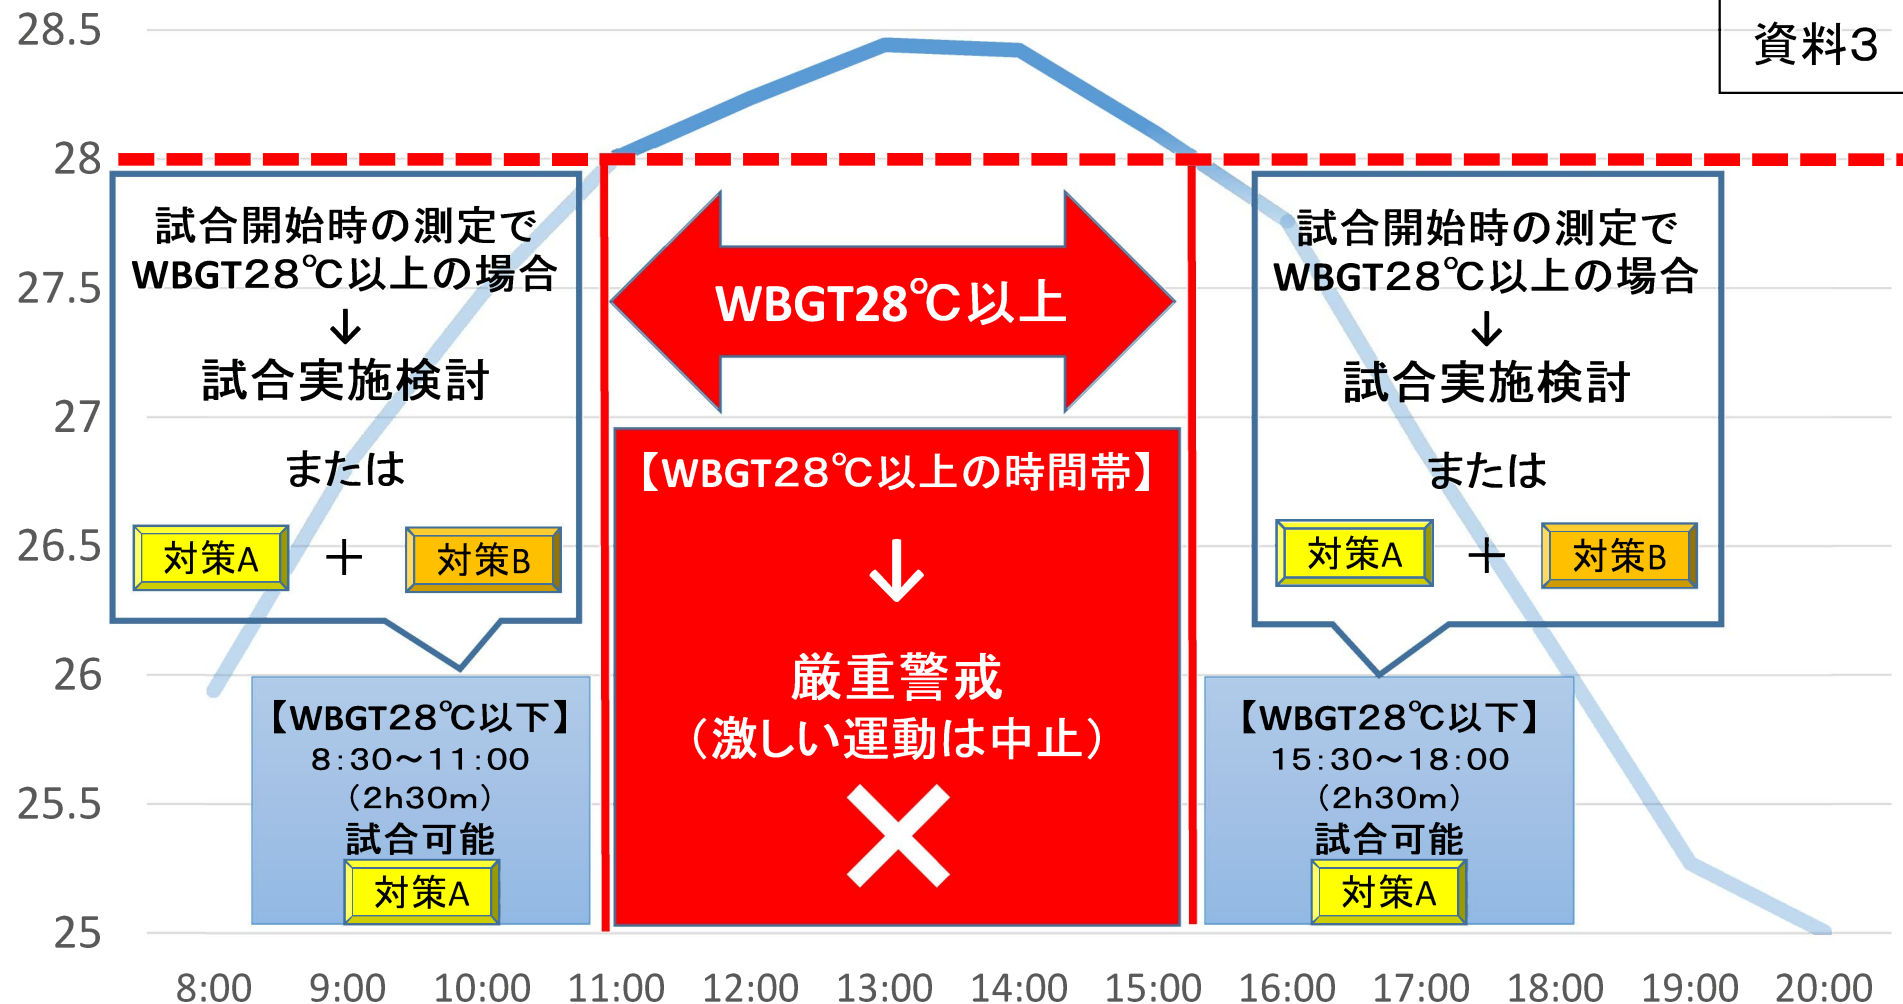 資料3
28.5
28
27.5
27
26.5
26
25.5
25
試合開始時の測定で
WBGT28℃以上の場合
↓
試合実施検討
または
対策A
＋
対策B
【WBGT28℃以下】
8:30～11:00
（2h30m）
試合可能
対策A
WBGT28℃以上
【WBGT28℃以上の時間帯】
↓
厳重警戒
（激しい運動は中止）
×
試合開始時の測定で
WBGT28℃以上の場合
↓
試合実施検討
または
対策A
＋
対策B
【WBGT28℃以下】
15:30～18:00
（2h30m）
試合可能
対策A
8:00 9:00 10:00 11:00 12:00 13:00 14:00 15:00 16:00 17:00 18:00 19:00 20:00